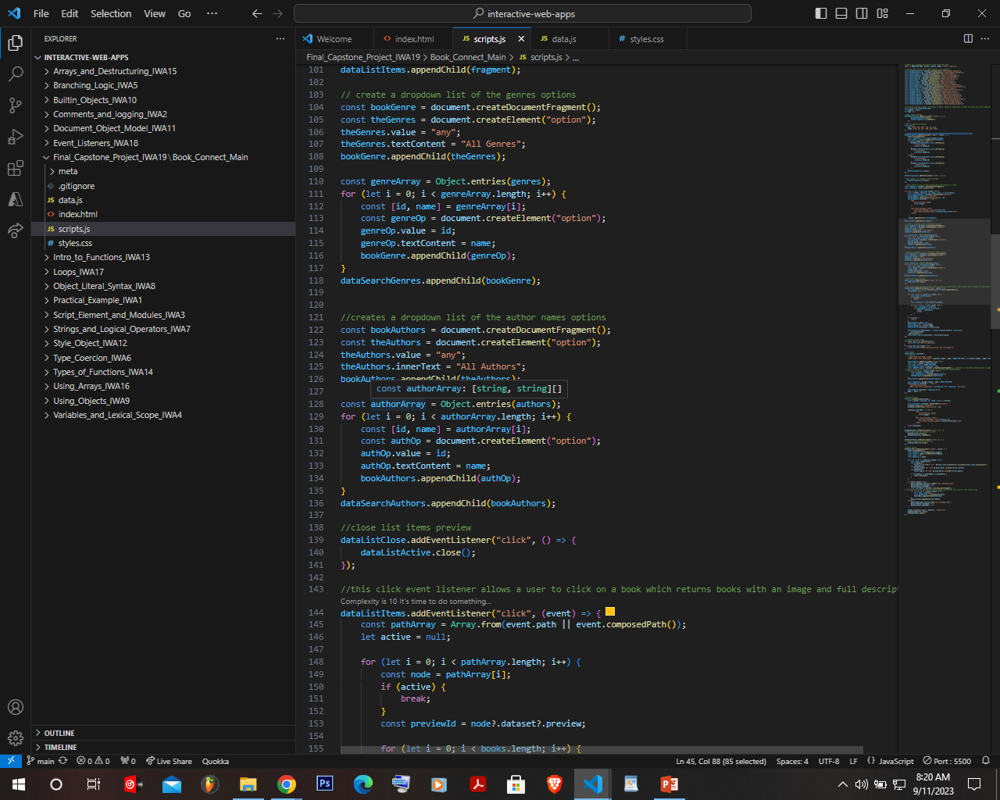 File Edit Selection View Go ··· interactive-web-apps
EXPLORER ···
INTERACTIVE-WEB-APPS
Arrays_and_Destructuring_IWA15
Branching_Logic_IWA5
Builtin_Objects_IWA10
Comments_and_logging_IWA2
Document_Object_Model_IWA11
Event_Listeners_IWA18
Final_Capstone_Project_IWA19\Book_Connect_Main
meta
.gitignore
JS data.js
<> index.html
JS scripts.js
# styles.css
Intro_to_Functions_IWA13
Loops_IWA17
Object_Literal_Syntax_IWA8
Practical_Example_IWA1
Script_Element_and_Modules_IWA3
Strings_and_Logical_Operators_IWA7
Style_Object_IWA12
Type_Coercion_IWA6
Types_of_Functions_IWA14
Using_Arrays_IWA16
Using_Objects_IWA9
Variables_and_Lexical_Scope_IWA4
OUTLINE
TIMELINE
Welcome <> index.html JS scripts.js JS data.js # styles.css
Final_Capstone_Project_IWA19 > Book_Connect_Main > JS scripts.js > ...
101 dataListItems.appendChild(fragment);
102
103 // create a dropdown list of the genres options
104 const bookGenre = document.createDocumentFragment();
105 const theGenres = document.createElement("option");
106 theGenres.value = "any";
107 theGenres.textContent = "All Genres";
108 bookGenre.appendChild(theGenres);
109
110 const genreArray = Object.entries(genres);
111 for (let i = 0; i < genreArray.length; i++) {
112 const [id, name] = genreArray[i];
113 const genreOp = document.createElement("option");
114 genreOp.value = id;
115 genreOp.textContent = name;
116 bookGenre.appendChild(genreOp);
117 }
118 dataSearchGenres.appendChild(bookGenre);
119
120
121 //creates a dropdown list of the author names options
122 const bookAuthors = document.createDocumentFragment();
123 const theAuthors = document.createElement("option");
124 theAuthors.value = "any";
125 theAuthors.innerText = "All Authors";
126 bookAuthors.appendChild(theAuthors);
const authorArray: [string, string][]
127
128 const authorArray = Object.entries(authors);
129 for (let i = 0; i < authorArray.length; i++) {
130 const [id, name] = authorArray[i];
131 const authOp = document.createElement("option");
132 authOp.value = id;
133 authOp.textContent = name;
134 bookAuthors.appendChild(authOp);
135 }
136 dataSearchAuthors.appendChild(bookAuthors);
137
138 //close list items preview
139 dataListClose.addEventListener("click", () => {
140 dataListActive.close();
141 });
142
143 //this click event listener allows a user to click on a book which returns books with an image and full descript
Complexity is 10 It's time to do something...
144 dataListItems.addEventListener("click", (event) => {
145 const pathArray = Array.from(event.path || event.composedPath());
146 let active = null;
147
148 for (let i = 0; i < pathArray.length; i++) {
149 const node = pathArray[i];
150 if (active) {
151 break;
152 }
153 const previewId = node?.dataset?.preview;
154
155 for (let i = 0; i < books.length; i++) {
main 0 0 0 Live Share Quokka Ln 45, Col 88 (85 selected) Spaces: 4 UTF-8 LF {} JavaScript Port : 5500
8:20 AM
9/11/2023